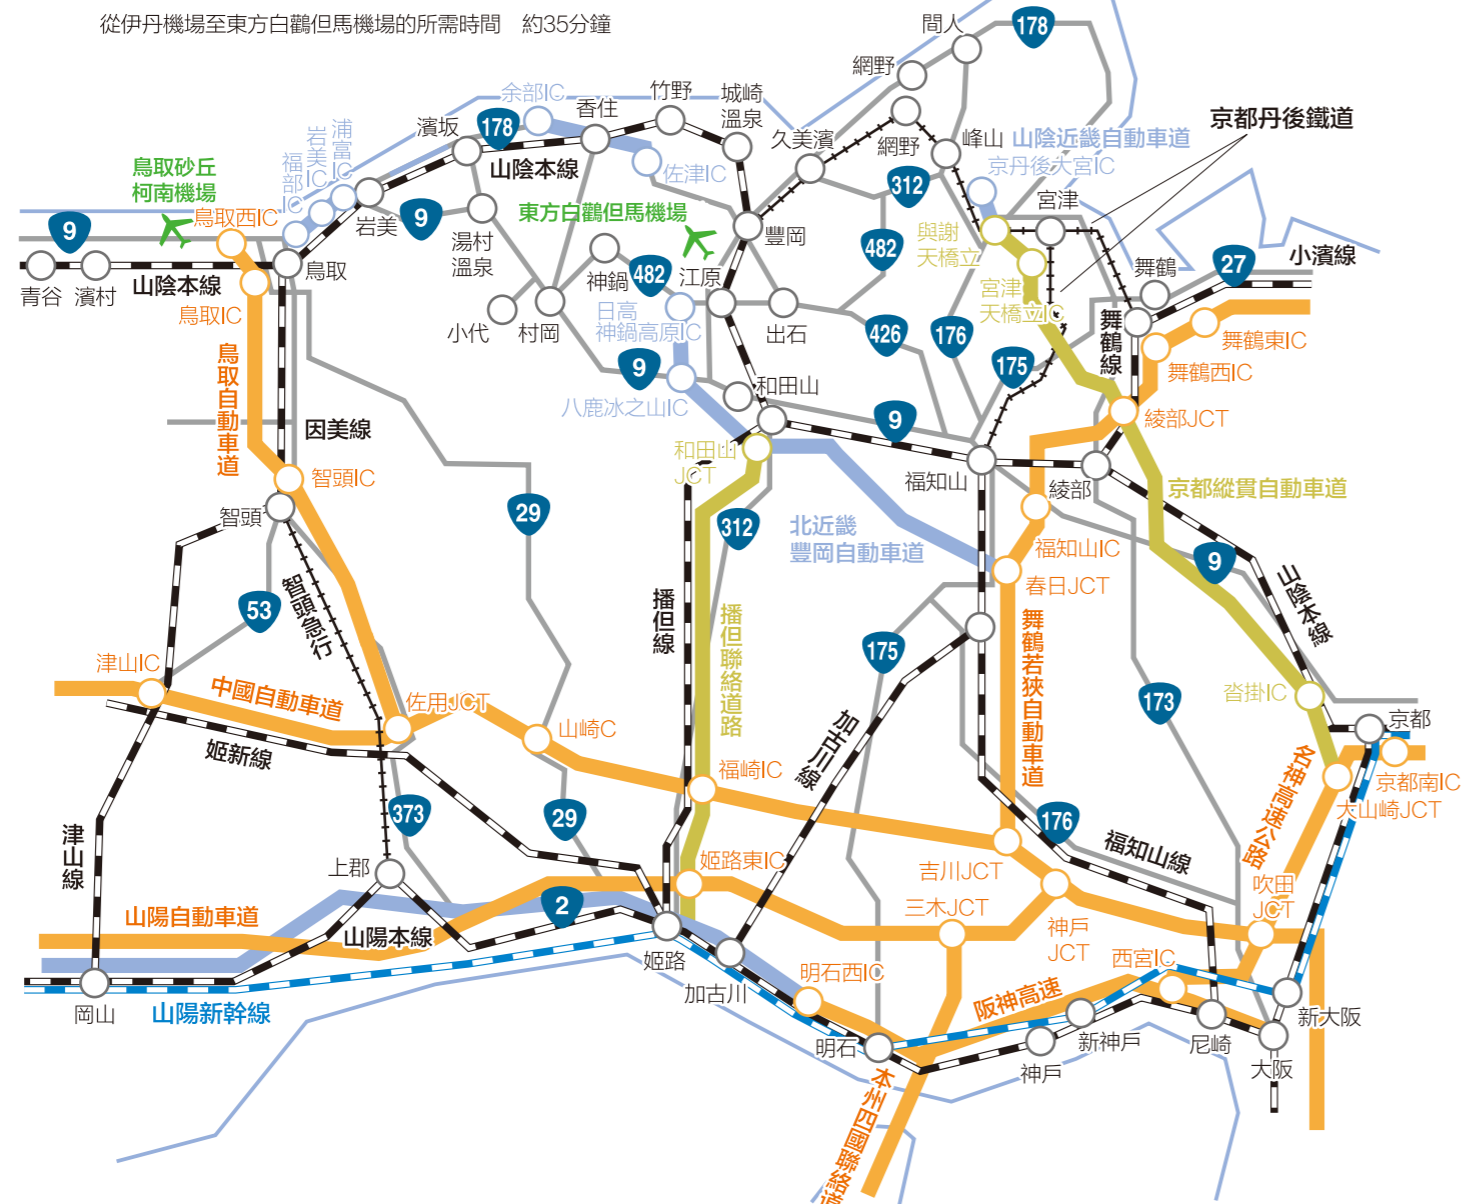 從伊丹機場至東方白鸛但馬機場的所需時間　約35分鐘
間人
178
網野
余部IC
竹野
城崎
溫泉
香住
濱坂
178
網野
峰山
久美濱
山陰近畿自動車道
京丹後大宮IC
京都丹後鐵道
浦富IC
岩美IC
福部IC
鳥取砂丘
柯南機場
山陰本線
佐津IC
312
鳥取西IC
9
岩美
9
湯村
溫泉
東方白鸛但馬機場
豐岡
482
與謝
天橋立
宮津
舞鶴
27
小濱線
青谷
濱村
山陰本線
鳥取
神鍋
482
江原
宮津
天橋立IC
鳥取IC
小代
村岡
日高
神鍋高原IC
出石
426
176
175
舞鶴線
舞鶴東IC
舞鶴西IC
鳥取自動車道
9
八鹿冰之山IC
和田山
9
綾部JCT
因美線
和田山
JCT
福知山
綾部
智頭IC
京都縱貫自動車道
智頭
29
312
北近畿
豐岡自動車道
福知山IC
9
春日JCT
山陰本線
53
智頭急行
播但線
播但聯絡道路
175
舞鶴若狹自動車道
津山IC
中國自動車道
佐用JCT
173
沓掛IC
山崎C
加古川線
京都
姬新線
福崎IC
名神高速公路
京都南IC
大山崎JCT
津山線
373
29
176
福知山線
上郡
姬路東IC
吉川JCT
吹田
JCT
山陽自動車道
山陽本線
2
三木JCT
神戶
JCT
姬路
西宮IC
加古川
明石西IC
岡山
山陽新幹線
阪神高速
新大阪
明石
新神戶
尼崎
神戶
大阪
本州四國聯絡道